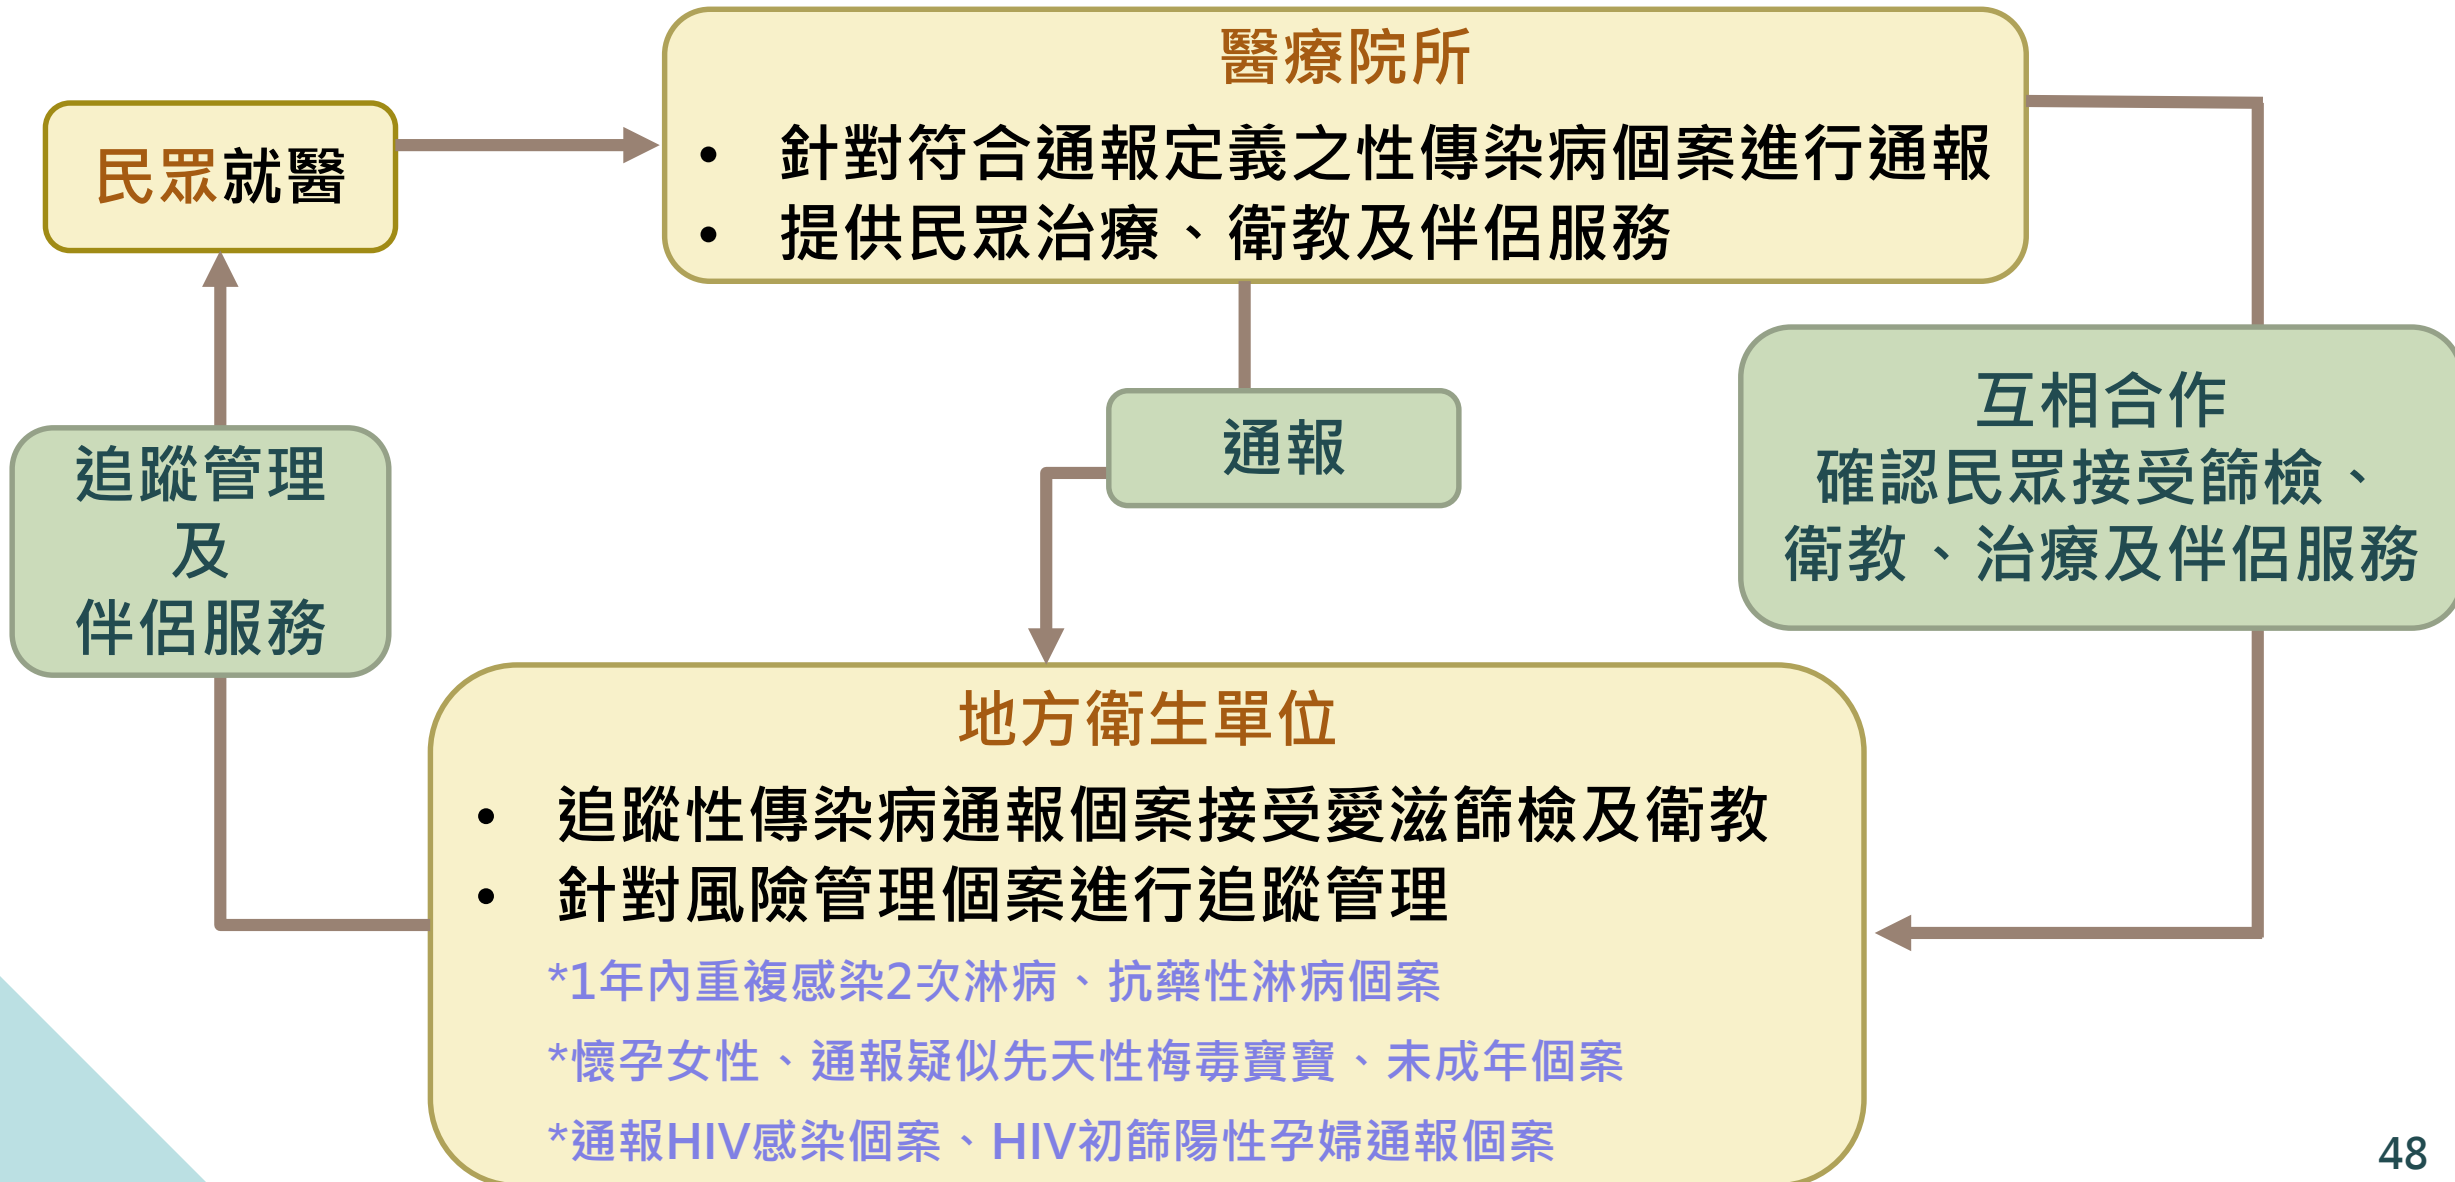 醫療院所
• 針對符合通報定義之性傳染病個案進行通報
• 提供民眾治療、衛教及伴侶服務
民眾就醫
互相合作
確認民眾接受篩檢、
衛教、治療及伴侶服務
通報
追蹤管理
及
伴侶服務
地方衛生單位
• 追蹤性傳染病通報個案接受愛滋篩檢及衛教
• 針對風險管理個案進行追蹤管理
*1年內重複感染2次淋病、抗藥性淋病個案
*懷孕女性、通報疑似先天性梅毒寶寶、未成年個案
*通報HIV感染個案、HIV初篩陽性孕婦通報個案
48